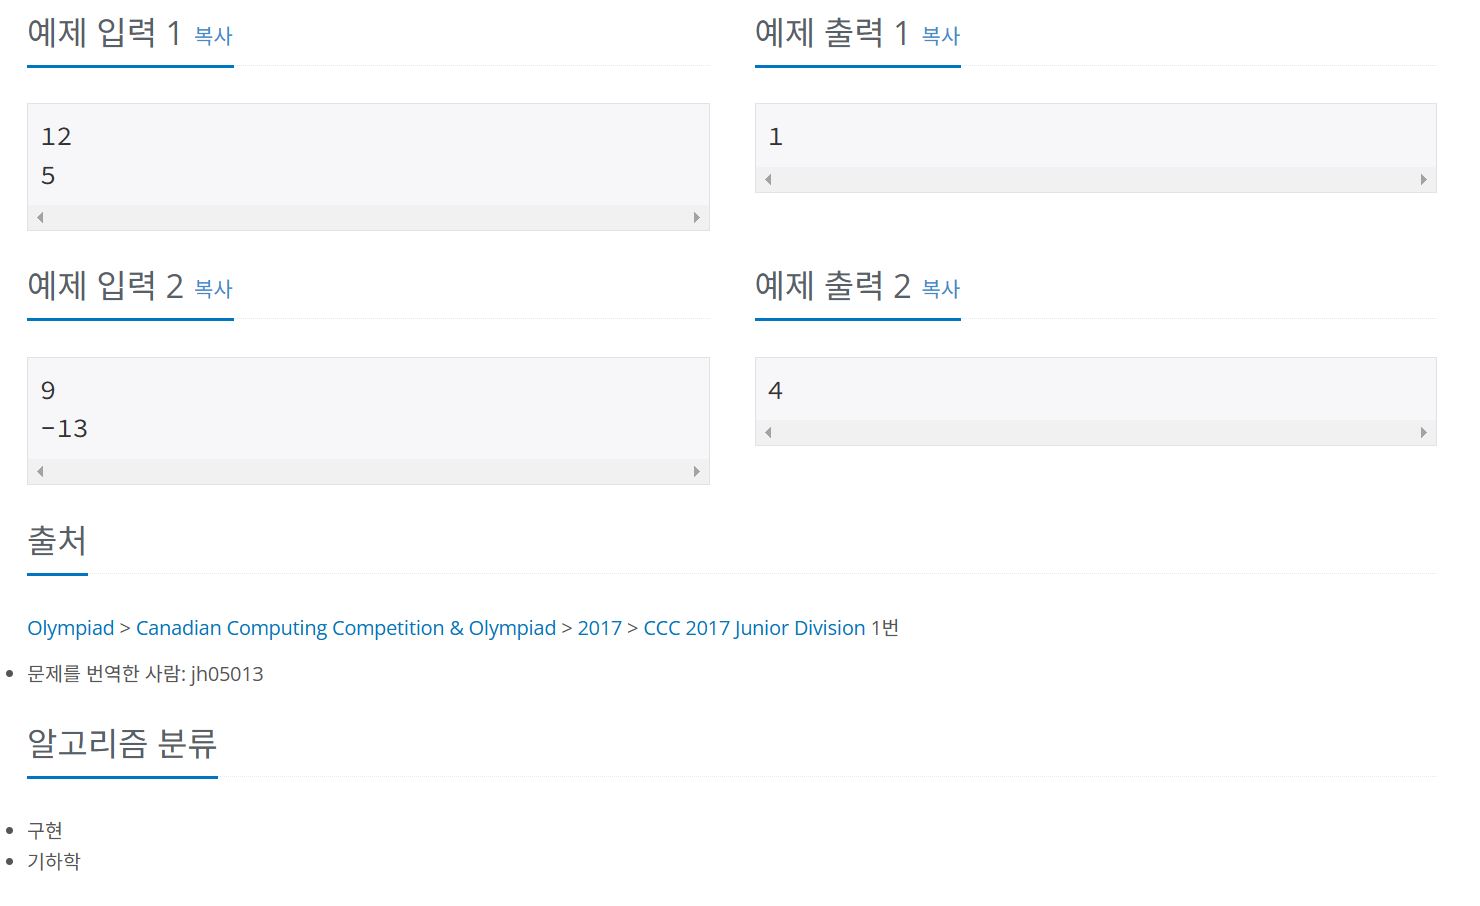 예제 입력 1 복사
12
5
예제 출력 1 복사
1
예제 입력 2 복사
9
-13
예제 출력 2 복사
4
출처
Olympiad > Canadian Computing Competition & Olympiad > 2017 > CCC 2017 Junior Division 1번
문제를 번역한 사람: jh05013
알고리즘 분류
구현
기하학